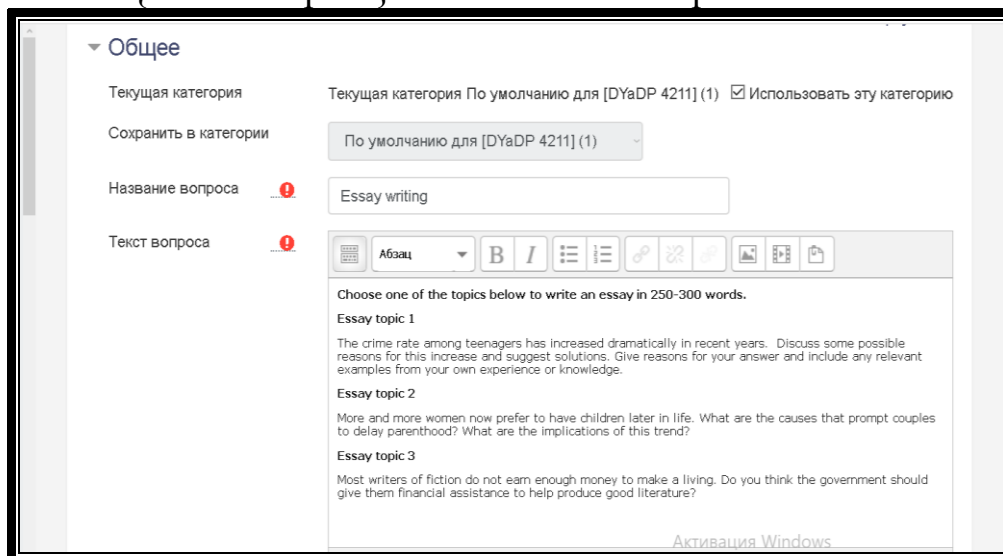 Общее
Текущая категория Текущая категория По умолчанию для [DYaDP 4211] (1) Использовать эту категорию
Сохранить в категории По умолчанию для [DYaDP 4211] (1)
Название вопроса Essay writing
Текст вопроса Абзац B I
Choose one of the topics below to write an essay in 250-300 words.
Essay topic 1
The crime rate among teenagers has increased dramatically in recent years. Discuss some possible
reasons for this increase and suggest solutions. Give reasons for your answer and include any relevant
examples from your own experience or knowledge.
Essay topic 2
More and more women now prefer to have children later in life. What are the causes that prompt couples
to delay parenthood? What are the implications of this trend?
Essay topic 3
Most writers of fiction do not earn enough money to make a living. Do you think the government should
give them financial assistance to help produce good literature?
Активация Windows